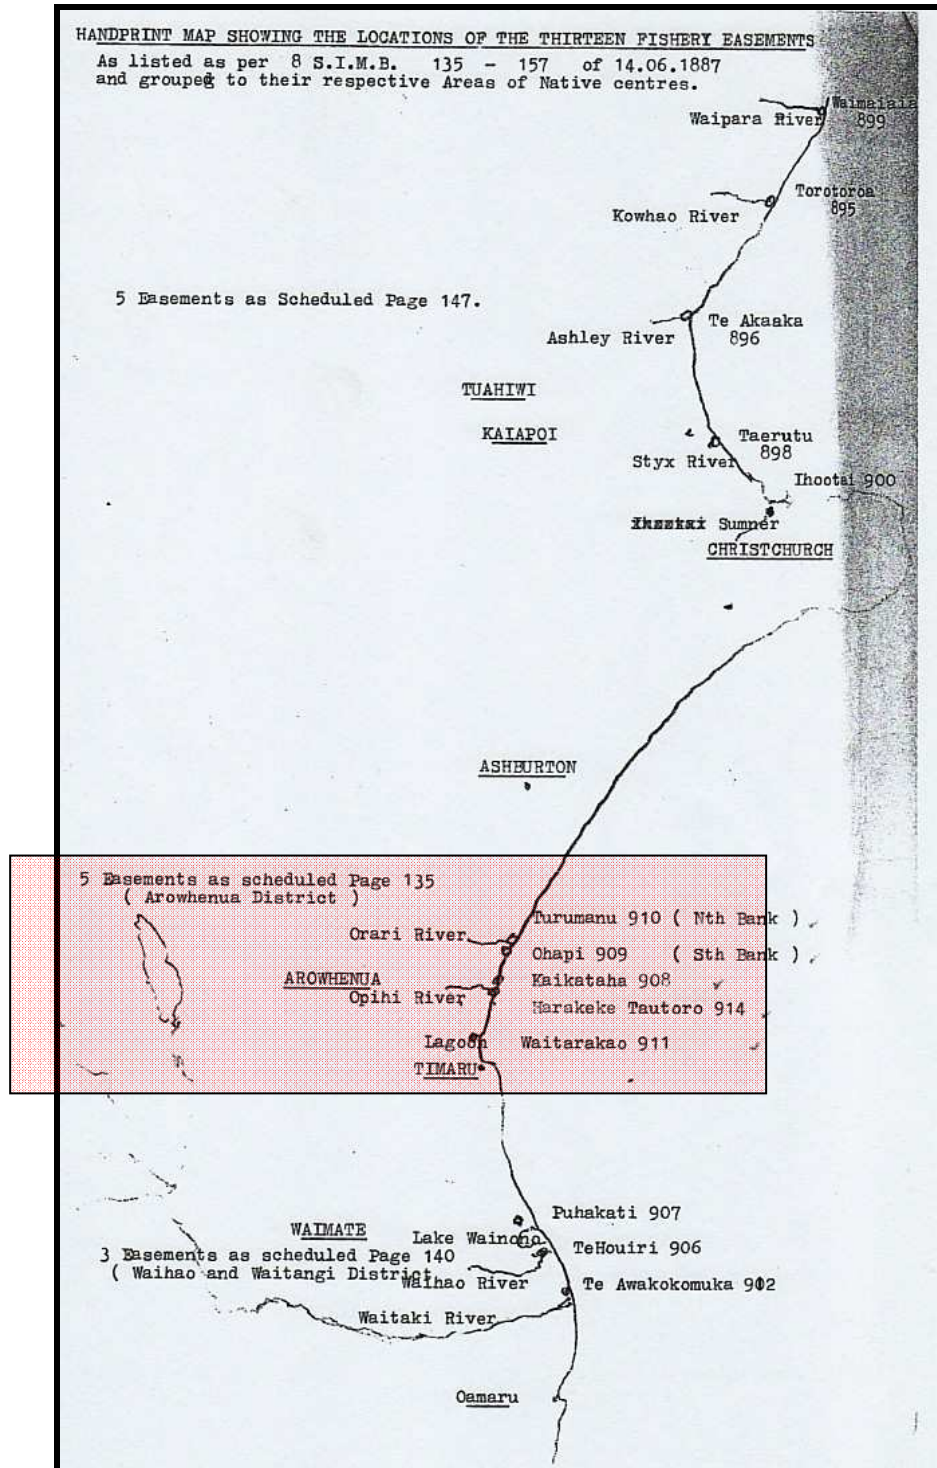 HANDPRINT MAP SHOWING THE LOCATIONS OF THE THIRTEEN FISHERY EASEMENTS
As listed as per 8 S.I.M.B. 135 - 157 of 14.06.1887
and grouped to their respective Areas of Native centres.
Waimaiaia
899
Waipara River
Torotoroa
895
Kowhao River
5 Easements as Scheduled Page 147.
Te Akaaka
896
Ashley River
TUAHIWI
KAIAPOI
Taerutu
898
Styx River
Ihootai 900
Sumner
CHRISTCHURCH
ASHBURTON
5 Easements as scheduled Page 135
( Arowhenua District )
Turumanu 910 ( Nth Bank )
Orari River
Ohapi 909 ( Sth Bank )
AROWHENUA
Kaikataha 908
Opihi River
Harakeke Tautoro 914
Lagoon
Waitarakao 911
TIMARU
Puhakati 907
WAIMATE
Lake Wainono
TeHouiri 906
3 Easements as scheduled Page 140
( Waihao and Waitangi District
Waihao River
Te Awakokomuka 902
Waitaki River
Oamaru